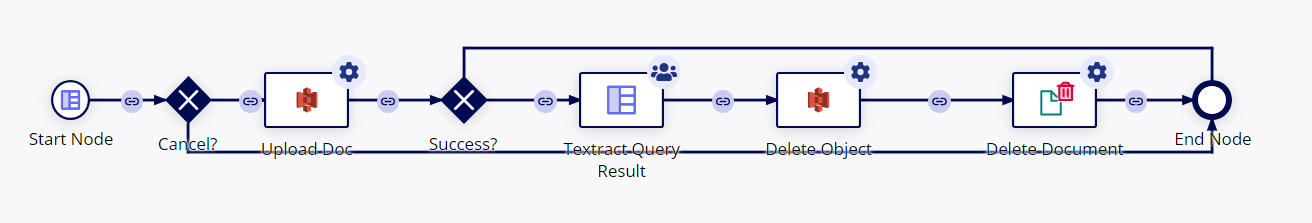 Start Node
Cancel?
Upload Doc
Success?
Textract Query
Result
Delete Object
Delete Document
End Node